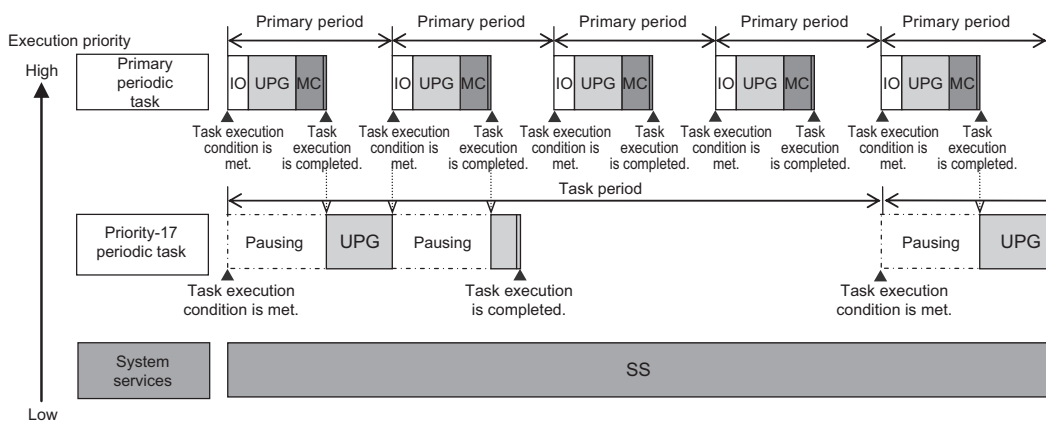 Primary period Primary period Primary period Primary period Primary period
Execution priority
High
Primary
periodic
task
IO UPG MC IO UPG MC IO UPG MC IO UPG MC IO UPG MC
Task execution Task Task execution Task Task execution Task Task execution Task Task execution Task
condition is execution condition is execution condition is execution condition is execution condition is execution
met. is completed. met. is completed. met. is completed. met. is completed. met. is completed.
Task period
Priority-17
periodic task
Pausing UPG Pausing Pausing UPG
Task execution Task execution Task execution
condition is met. is completed. condition is met.
System
services
SS
Low